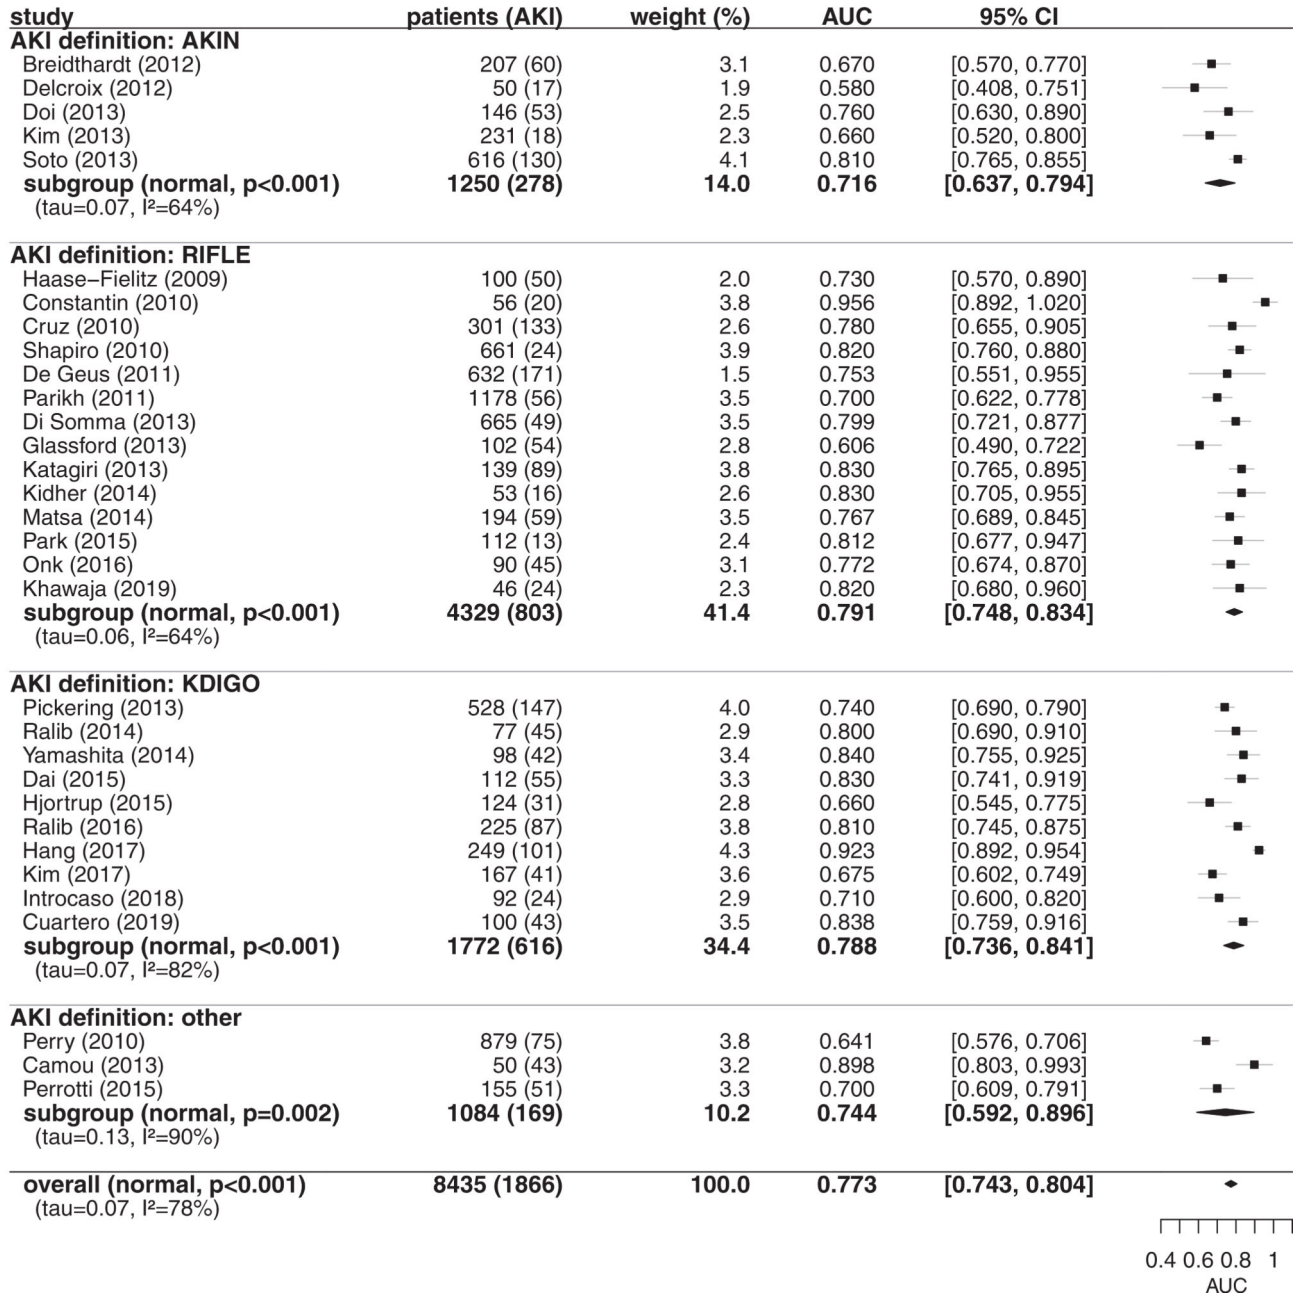 study patients (AKI) weight (%) AUC 95% CI
AKI definition: AKIN
Breidthardt (2012) 207 (60) 3.1 0.670 [0.570, 0.770]
Delcroix (2012) 50 (17) 1.9 0.580 [0.408, 0.751]
Doi (2013) 146 (53) 2.5 0.760 [0.630, 0.890]
Kim (2013) 231 (18) 2.3 0.660 [0.520, 0.800]
Soto (2013) 616 (130) 4.1 0.810 [0.765, 0.855]
subgroup (normal, p<0.001) 1250 (278) 14.0 0.716 [0.637, 0.794]
(tau=0.07, I²=64%)
AKI definition: RIFLE
Haase−Fielitz (2009) 100 (50) 2.0 0.730 [0.570, 0.890]
Constantin (2010) 56 (20) 3.8 0.956 [0.892, 1.020]
Cruz (2010) 301 (133) 2.6 0.780 [0.655, 0.905]
Shapiro (2010) 661 (24) 3.9 0.820 [0.760, 0.880]
De Geus (2011) 632 (171) 1.5 0.753 [0.551, 0.955]
Parikh (2011) 1178 (56) 3.5 0.700 [0.622, 0.778]
Di Somma (2013) 665 (49) 3.5 0.799 [0.721, 0.877]
Glassford (2013) 102 (54) 2.8 0.606 [0.490, 0.722]
Katagiri (2013) 139 (89) 3.8 0.830 [0.765, 0.895]
Kidher (2014) 53 (16) 2.6 0.830 [0.705, 0.955]
Matsa (2014) 194 (59) 3.5 0.767 [0.689, 0.845]
Park (2015) 112 (13) 2.4 0.812 [0.677, 0.947]
Onk (2016) 90 (45) 3.1 0.772 [0.674, 0.870]
Khawaja (2019) 46 (24) 2.3 0.820 [0.680, 0.960]
subgroup (normal, p<0.001) 4329 (803) 41.4 0.791 [0.748, 0.834]
(tau=0.06, I²=64%)
AKI definition: KDIGO
Pickering (2013) 528 (147) 4.0 0.740 [0.690, 0.790]
Ralib (2014) 77 (45) 2.9 0.800 [0.690, 0.910]
Yamashita (2014) 98 (42) 3.4 0.840 [0.755, 0.925]
Dai (2015) 112 (55) 3.3 0.830 [0.741, 0.919]
Hjortrup (2015) 124 (31) 2.8 0.660 [0.545, 0.775]
Ralib (2016) 225 (87) 3.8 0.810 [0.745, 0.875]
Hang (2017) 249 (101) 4.3 0.923 [0.892, 0.954]
Kim (2017) 167 (41) 3.6 0.675 [0.602, 0.749]
Introcaso (2018) 92 (24) 2.9 0.710 [0.600, 0.820]
Cuartero (2019) 100 (43) 3.5 0.838 [0.759, 0.916]
subgroup (normal, p<0.001) 1772 (616) 34.4 0.788 [0.736, 0.841]
(tau=0.07, I²=82%)
AKI definition: other
Perry (2010) 879 (75) 3.8 0.641 [0.576, 0.706]
Camou (2013) 50 (43) 3.2 0.898 [0.803, 0.993]
Perrotti (2015) 155 (51) 3.3 0.700 [0.609, 0.791]
subgroup (normal, p=0.002) 1084 (169) 10.2 0.744 [0.592, 0.896]
(tau=0.13, I²=90%)
overall (normal, p<0.001) 8435 (1866) 100.0 0.773 [0.743, 0.804]
(tau=0.07, I²=78%)
0.4 0.6 0.8 1
AUC